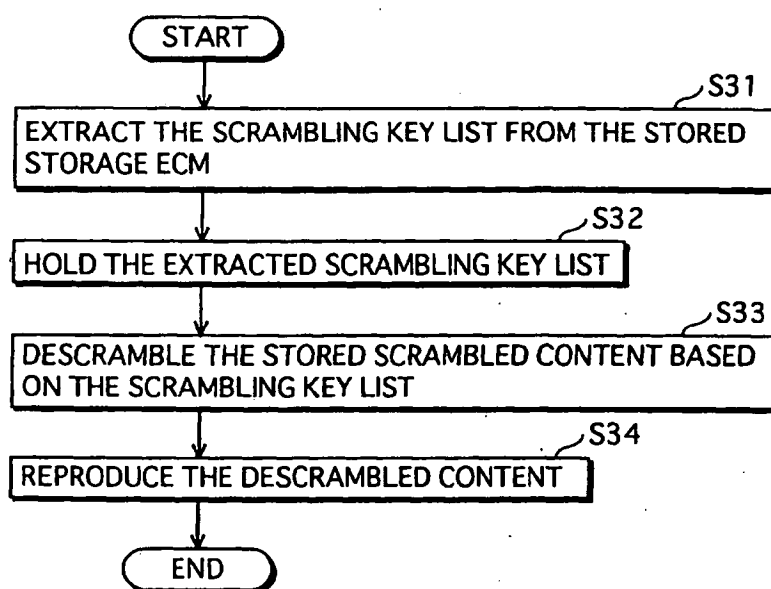 START
S31
EXTRACT THE SCRAMBLING KEY LIST FROM THE STORED
STORAGE ECM
S32
HOLD THE EXTRACTED SCRAMBLING KEY LIST
S33
DESCRAMBLE THE STORED SCRAMBLED CONTENT BASED
ON THE SCRAMBLING KEY LIST
S34
REPRODUCE THE DESCRAMBLED CONTENT
END